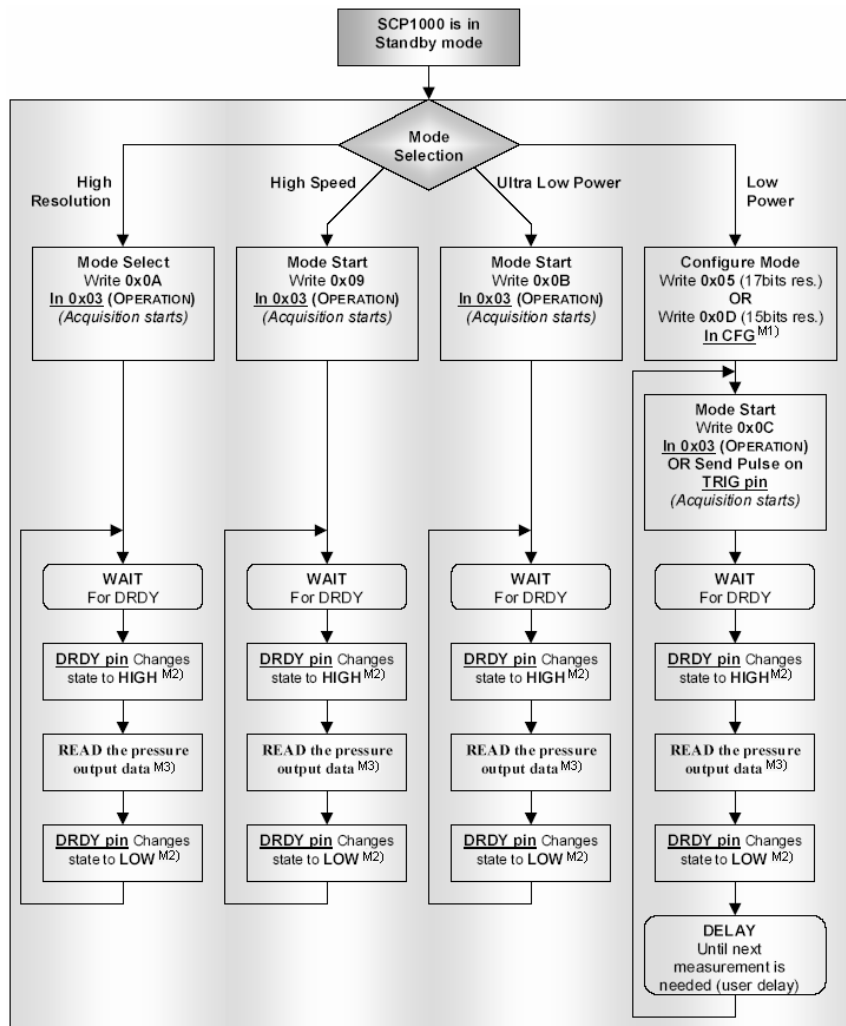 SCP1000 is in
Standby mode
Mode
Selection
High
Resolution
High Speed
Ultra Low Power
Low
Power
Mode Select
Write 0x0A
In 0x03 (OPERATION)
(Acquisition starts)
Mode Start
Write 0x09
In 0x03 (OPERATION)
(Acquisition starts)
Mode Start
Write 0x0B
In 0x03 (OPERATION)
(Acquisition starts)
Configure Mode
Write 0x05 (17bits res.)
OR
Write 0x0D (15bits res.)
In CFG M1)
Mode Start
Write 0x0C
In 0x03 (OPERATION)
OR Send Pulse on
TRIG pin
(Acquisition starts)
WAIT
For DRDY
WAIT
For DRDY
WAIT
For DRDY
WAIT
For DRDY
DRDY pin Changes
state to HIGH M2)
DRDY pin Changes
state to HIGH M2)
DRDY pin Changes
state to HIGH M2)
DRDY pin Changes
state to HIGH M2)
READ the pressure
output data M3)
READ the pressure
output data M3)
READ the pressure
output data M3)
READ the pressure
output data M3)
DRDY pin Changes
state to LOW M2)
DRDY pin Changes
state to LOW M2)
DRDY pin Changes
state to LOW M2)
DRDY pin Changes
state to LOW M2)
DELAY
Until next
measurement is
needed (user delay)